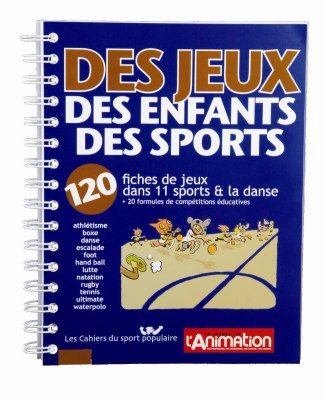 DES JEUX
DES ENFANTS
DES SPORTS
120
fiches de jeux
dans 11 sports & la danse
+ 20 formules de compétitions éducatives
athlétisme
boxe
danse
escalade
foot
hand ball
lutte
natation
rugby
tennis
ultimate
waterpolo
Les Cahiers du sport populaire
l'Animation